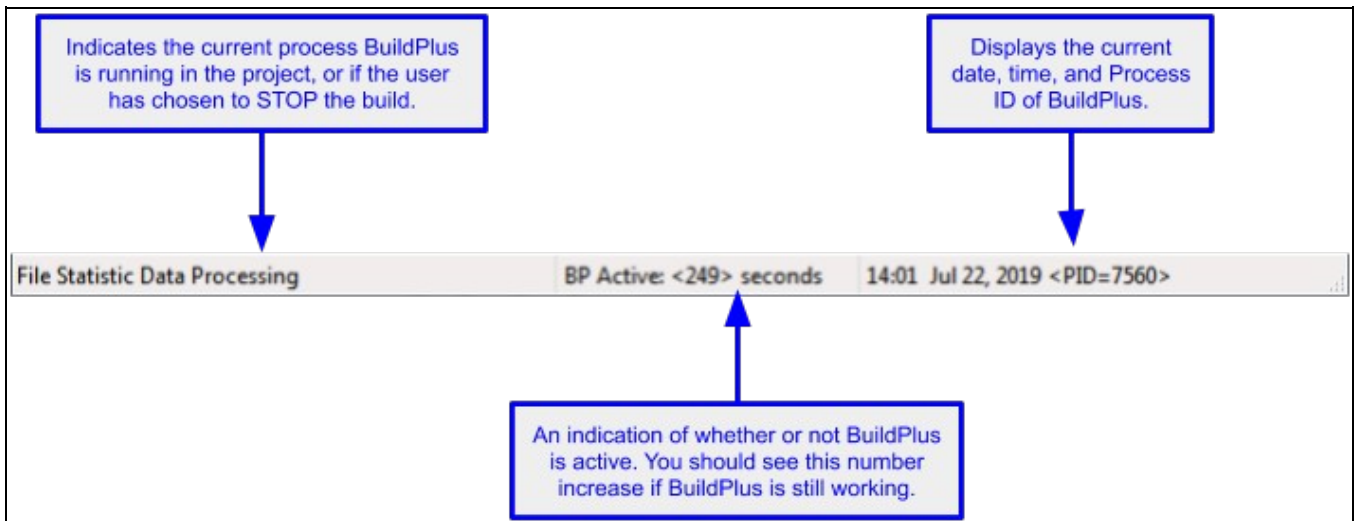 Indicates the current process BuildPlus
is running in the project, or if the user
has chosen to STOP the build.
Displays the current
date, time, and Process
ID of BuildPlus.
File Statistic Data Processing
BP Active: <249> seconds
14:01 Jul 22, 2019 <PID=7560>
An indication of whether or not BuildPlus
is active. You should see this number
increase if BuildPlus is still working.